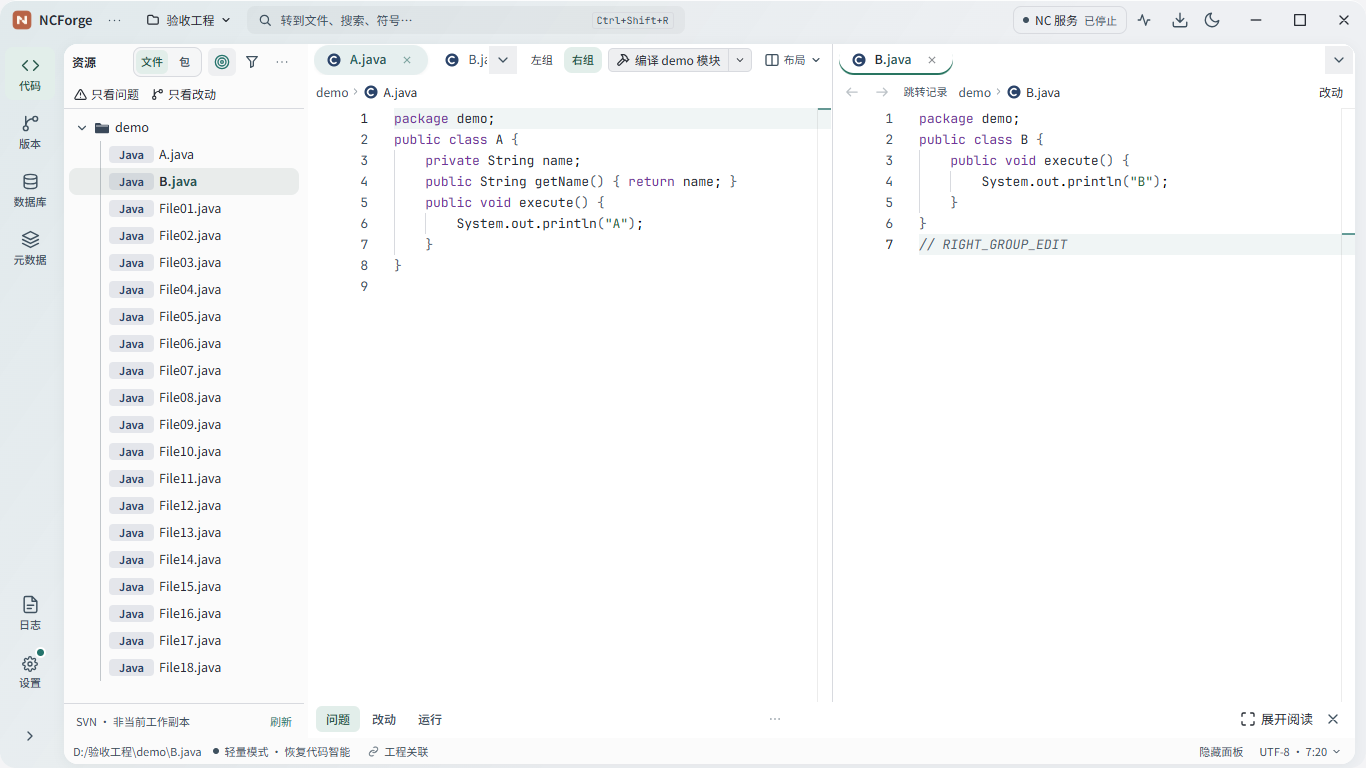 NCForge ··· 验收工程 转到文件、搜索、符号… Ctrl+Shift+R NC 服务 已停止
代码
版本
数据库
元数据
日志
设置
资源 文件 包 ···
只看问题 只看改动
demo
Java A.java
Java B.java
Java File01.java
Java File02.java
Java File03.java
Java File04.java
Java File05.java
Java File06.java
Java File07.java
Java File08.java
Java File09.java
Java File10.java
Java File11.java
Java File12.java
Java File13.java
Java File14.java
Java File15.java
Java File16.java
Java File17.java
Java File18.java
SVN · 非当前工作副本 刷新
A.java × B.ja 左组 右组 编译 demo 模块 布局
demo › A.java
1 package demo;
2 public class A {
3 private String name;
4 public String getName() { return name; }
5 public void execute() {
6 System.out.println("A");
7 }
8 }
9
B.java ×
← → 跳转记录 demo › B.java 改动
1 package demo;
2 public class B {
3 public void execute() {
4 System.out.println("B");
5 }
6 }
7 // RIGHT_GROUP_EDIT
问题 改动 运行 ··· 展开阅读 ×
D:/验收工程\demo\B.java 轻量模式 · 恢复代码智能 工程关联 隐藏面板 UTF-8 · 7:20